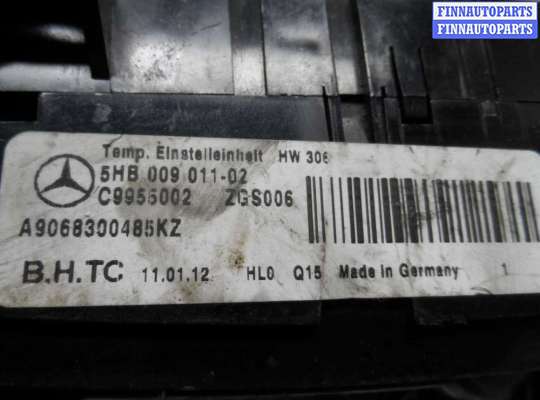 FINNAUTOPARTS
FINNAUTOPARTS
Temp. Einstelleinheit HW 306
5HB 009 011-02
C9955002 ZGS006
A9068300485KZ
B.H.TC 11.01.12 HL0 Q15 Made in Germany 1